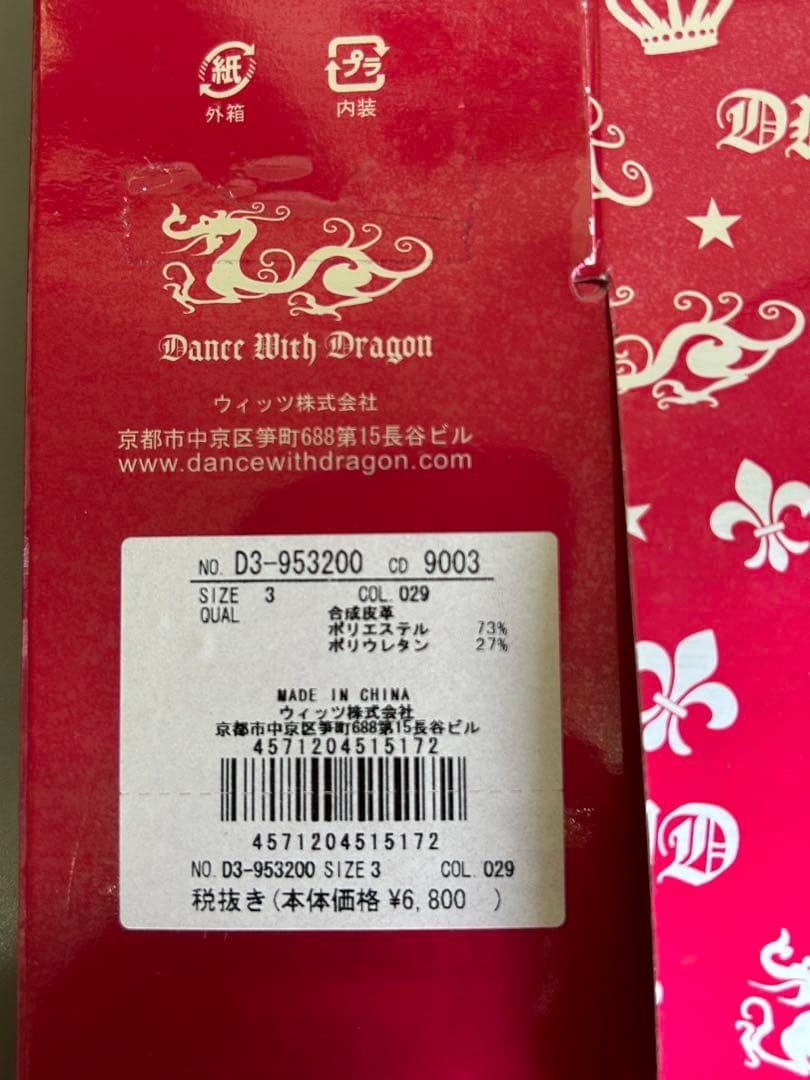 紙
外箱
プラ
内装
Dance With Dragon
ウィッツ株式会社
京都市中京区笋町688第15長谷ビル
www.dancewithdragon.com
NO. D3-953200 CD 9003
SIZE 3 COL. 029
QUAL 合成皮革
ポリエステル 73%
ポリウレタン 27%
MADE IN CHINA
ウィッツ株式会社
京都市中京区笋町688第15長谷ビル
4571204515172
4571204515172
NO. D3-953200 SIZE 3 COL. 029
税抜き(本体価格 ¥6,800 )